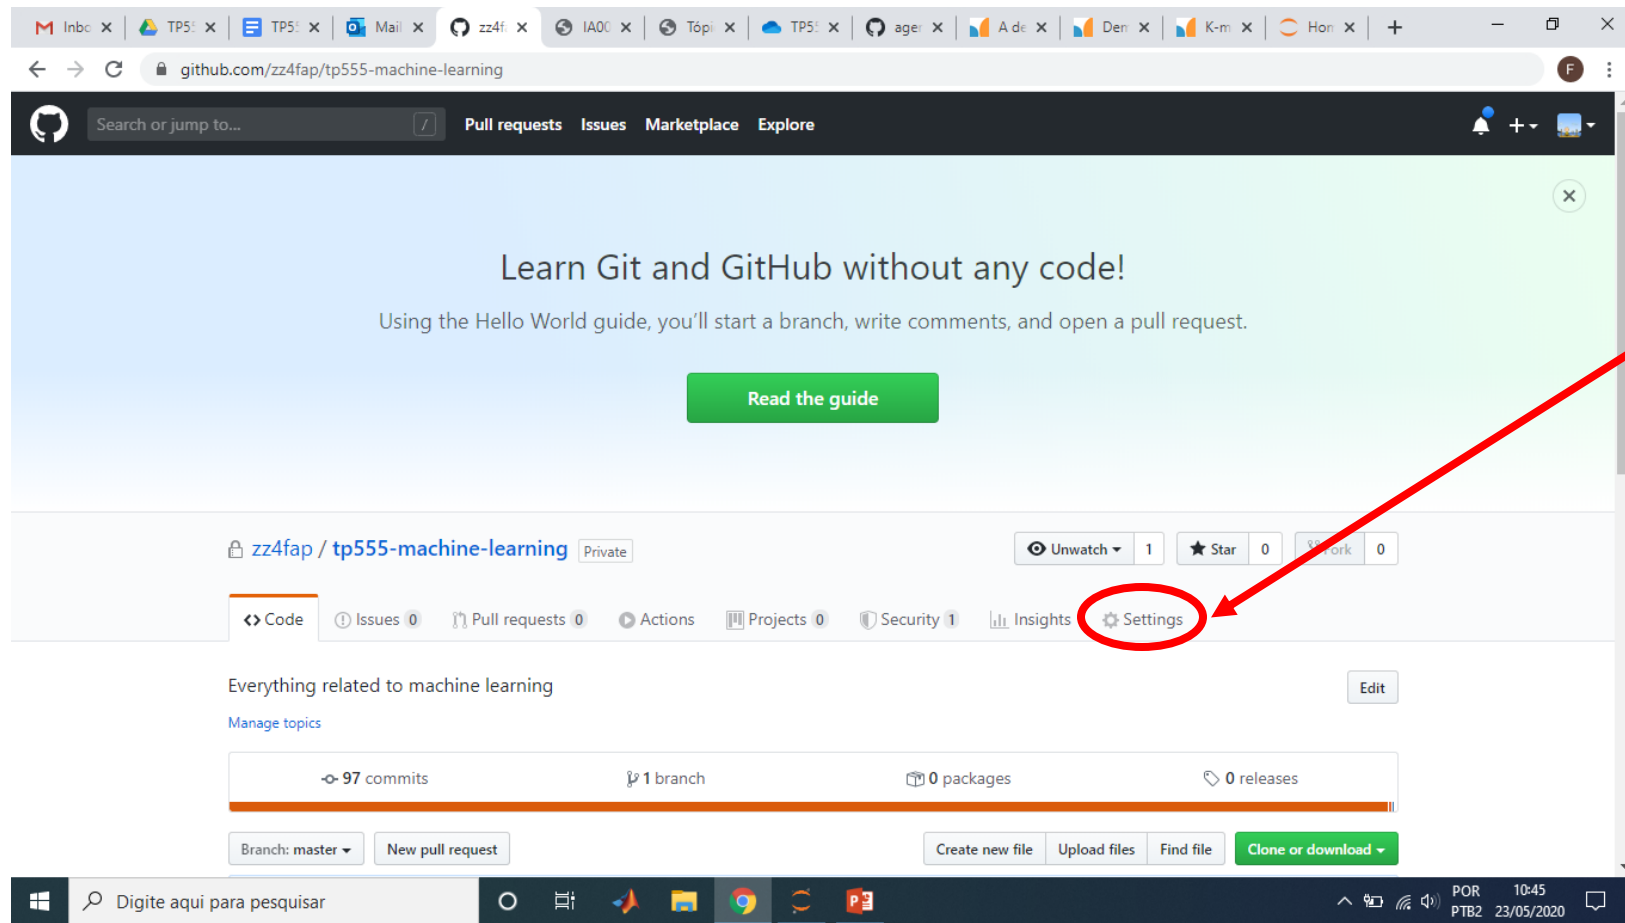 Inbo TP5 TP5 Mail zz4f IA00 Tópi TP5 ager A de Den K-m Hom
github.com/zz4fap/tp555-machine-learning F
Search or jump to... / Pull requests Issues Marketplace Explore
Learn Git and GitHub without any code!
Using the Hello World guide, you'll start a branch, write comments, and open a pull request.
Read the guide
zz4fap / tp555-machine-learning Private Unwatch 1 Star 0 Fork 0
Code Issues 0 Pull requests 0 Actions Projects 0 Security 1 Insights Settings
Everything related to machine learning Edit
Manage topics
97 commits 1 branch 0 packages 0 releases
Branch: master New pull request Create new file Upload files Find file Clone or download
Digite aqui para pesquisar POR 10:45
PTB2 23/05/2020